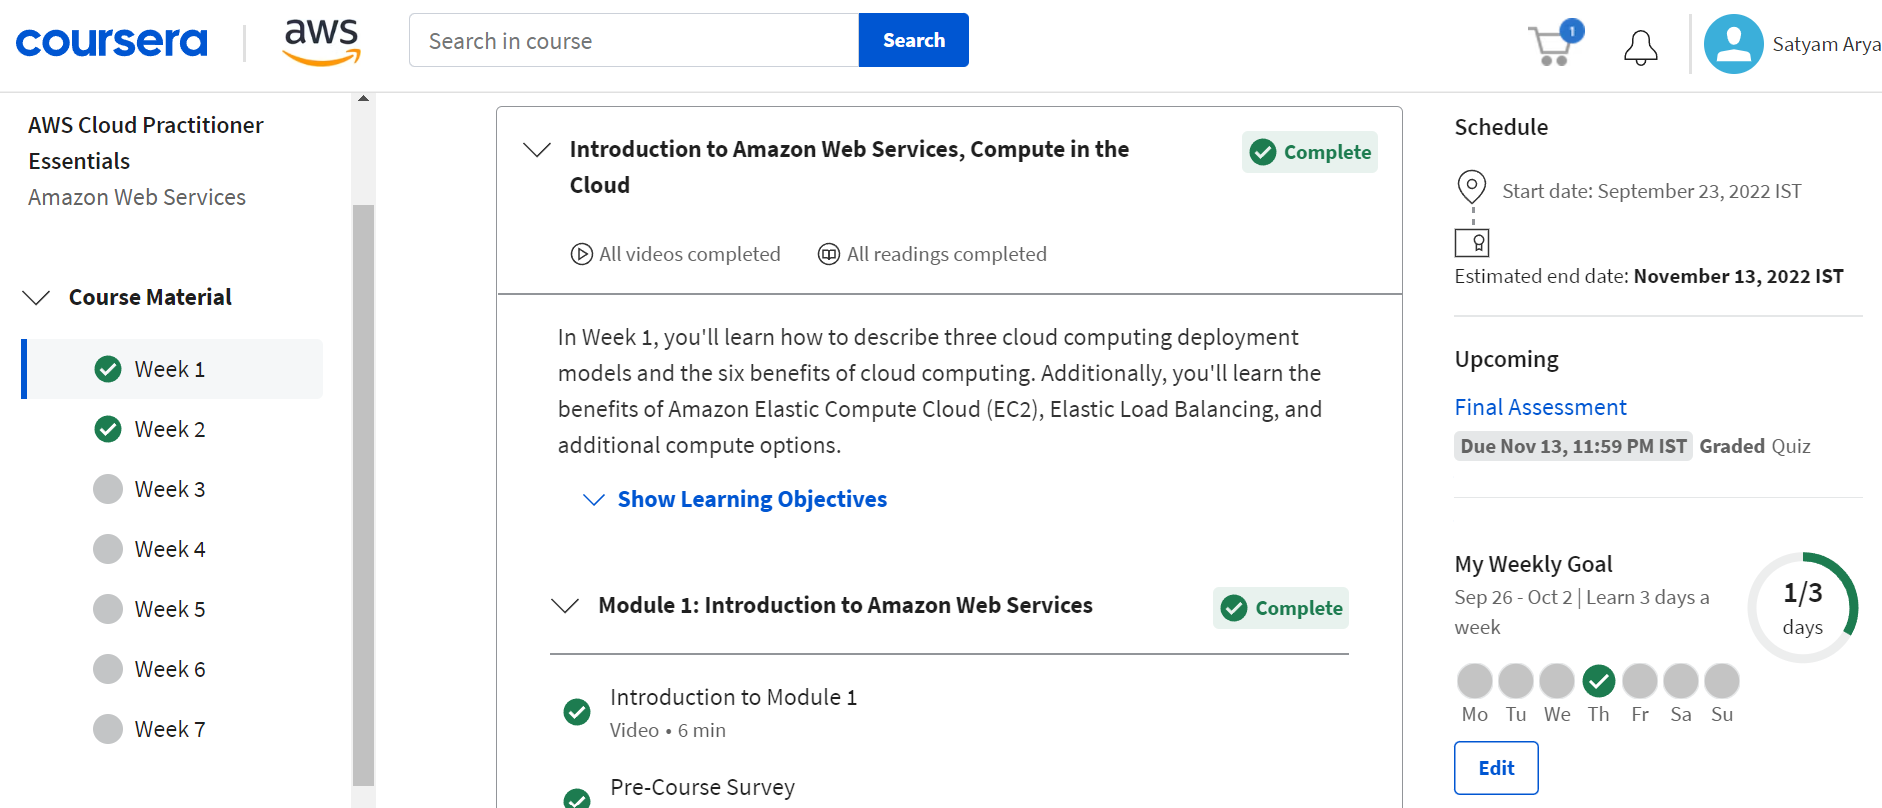 coursera
aws
Search in course
Search
1
Satyam Arya
AWS Cloud Practitioner
Essentials
Amazon Web Services
Course Material
Week 1
Week 2
Week 3
Week 4
Week 5
Week 6
Week 7
Introduction to Amazon Web Services, Compute in the
Cloud
Complete
All videos completed
All readings completed
In Week 1, you'll learn how to describe three cloud computing deployment
models and the six benefits of cloud computing. Additionally, you'll learn the
benefits of Amazon Elastic Compute Cloud (EC2), Elastic Load Balancing, and
additional compute options.
Show Learning Objectives
Module 1: Introduction to Amazon Web Services
Complete
Introduction to Module 1
Video • 6 min
Pre-Course Survey
Schedule
Start date: September 23, 2022 IST
Estimated end date: November 13, 2022 IST
Upcoming
Final Assessment
Due Nov 13, 11:59 PM IST Graded Quiz
My Weekly Goal
Sep 26 - Oct 2 | Learn 3 days a
week
1/3
days
Mo Tu We Th Fr Sa Su
Edit